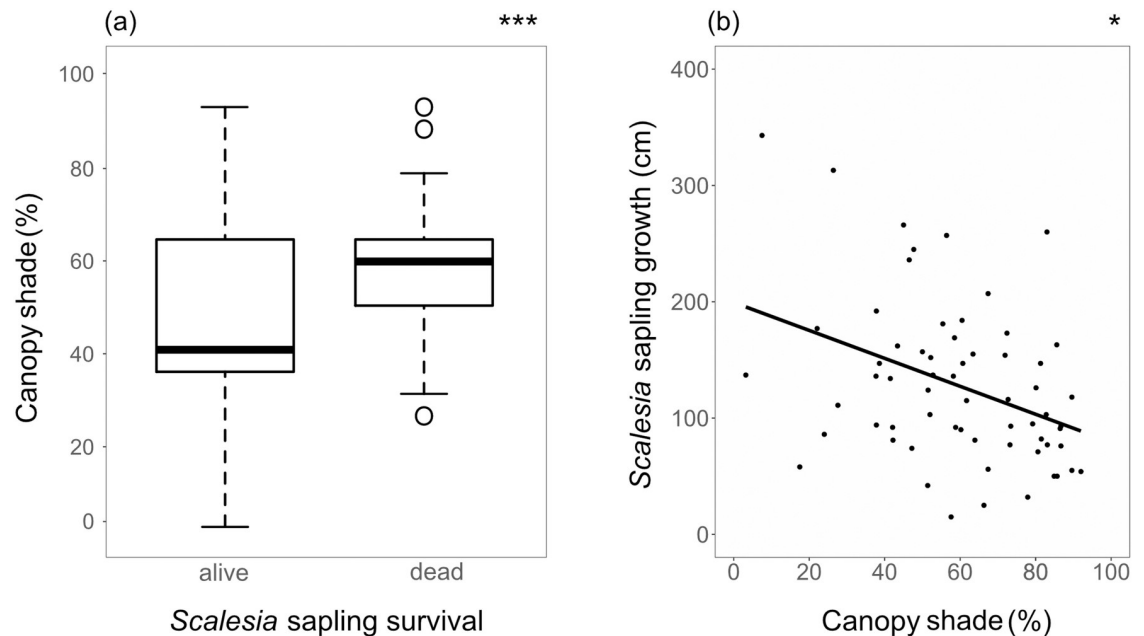 (a)
***
Canopy shade (%)
100
80
60
40
20
0
alive
dead
Scalesia sapling survival
(b)
*
Scalesia sapling growth (cm)
400
300
200
100
0
0
20
40
60
80
100
Canopy shade (%)